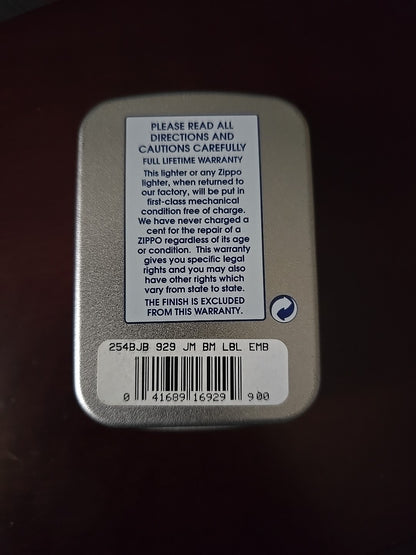 PLEASE READ ALL
DIRECTIONS AND
CAUTIONS CAREFULLY
FULL LIFETIME WARRANTY
This lighter or any Zippo
lighter, when returned to
our factory, will be put in
first-class mechanical
condition free of charge.
We have never charged a
cent for the repair of a
ZIPPO regardless of its age
or condition. This warranty
gives you specific legal
rights and you may also
have other rights which
vary from state to state.
THE FINISH IS EXCLUDED
FROM THIS WARRANTY.
254BJB 929 JM BM LBL EMB
0 41689 16929 900